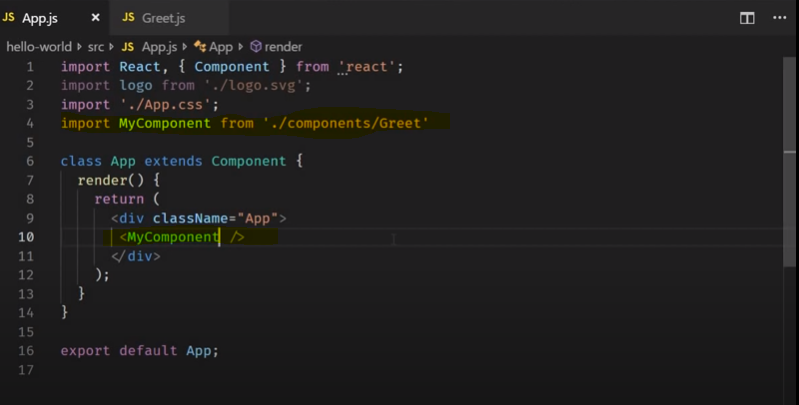 JS App.js × JS Greet.js ...
hello-world › src › JS App.js › App › render
1 import React, { Component } from 'react';
2 import logo from './logo.svg';
3 import './App.css';
4 import MyComponent from './components/Greet'
5
6 class App extends Component {
7 render() {
8 return (
9 <div className="App">
10 <MyComponent />
11 </div>
12 );
13 }
14 }
15
16 export default App;
17